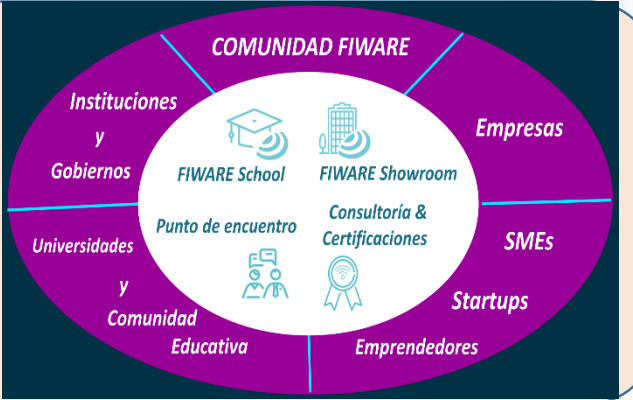 COMUNIDAD FIWARE
Instituciones
y
Gobiernos
Empresas
FIWARE School
FIWARE Showroom
Punto de encuentro
Consultoría &
Certificaciones
Universidades
y
Comunidad
Educativa
SMEs
Startups
Emprendedores